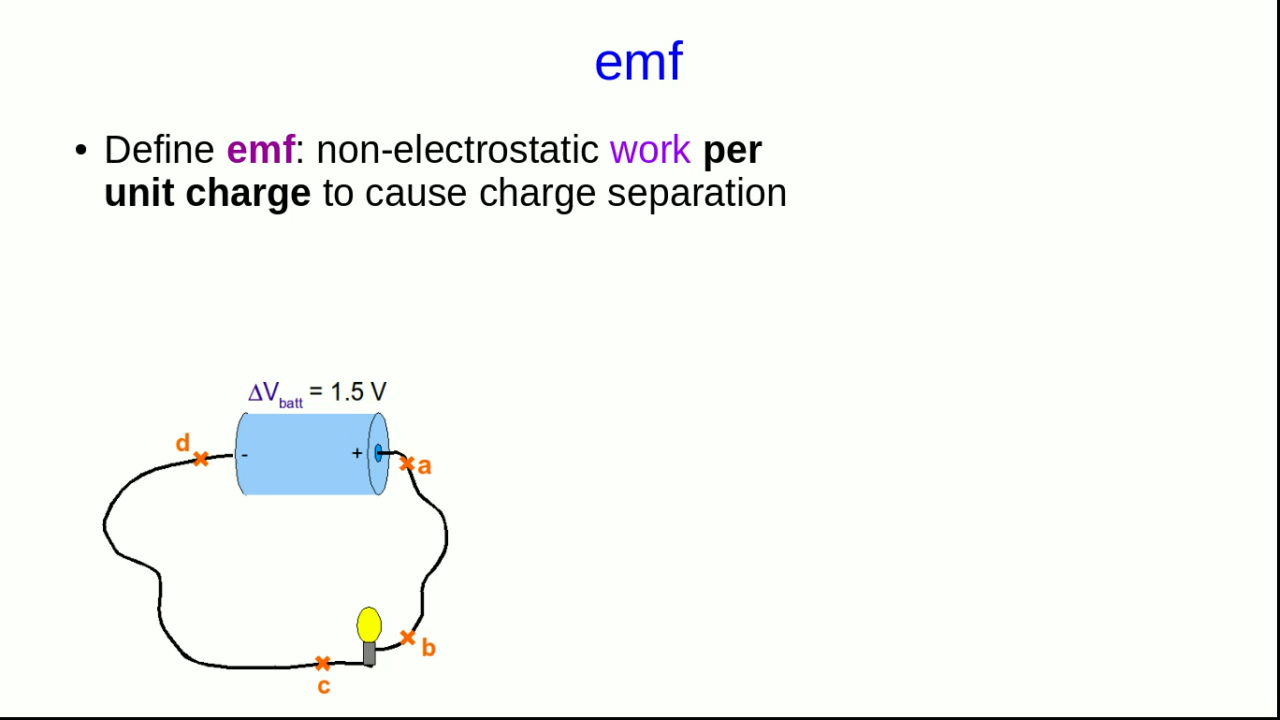 emf
• Define emf: non-electrostatic work per
unit charge to cause charge separation
ΔVbatt = 1.5 V
d
- +
a
b
c